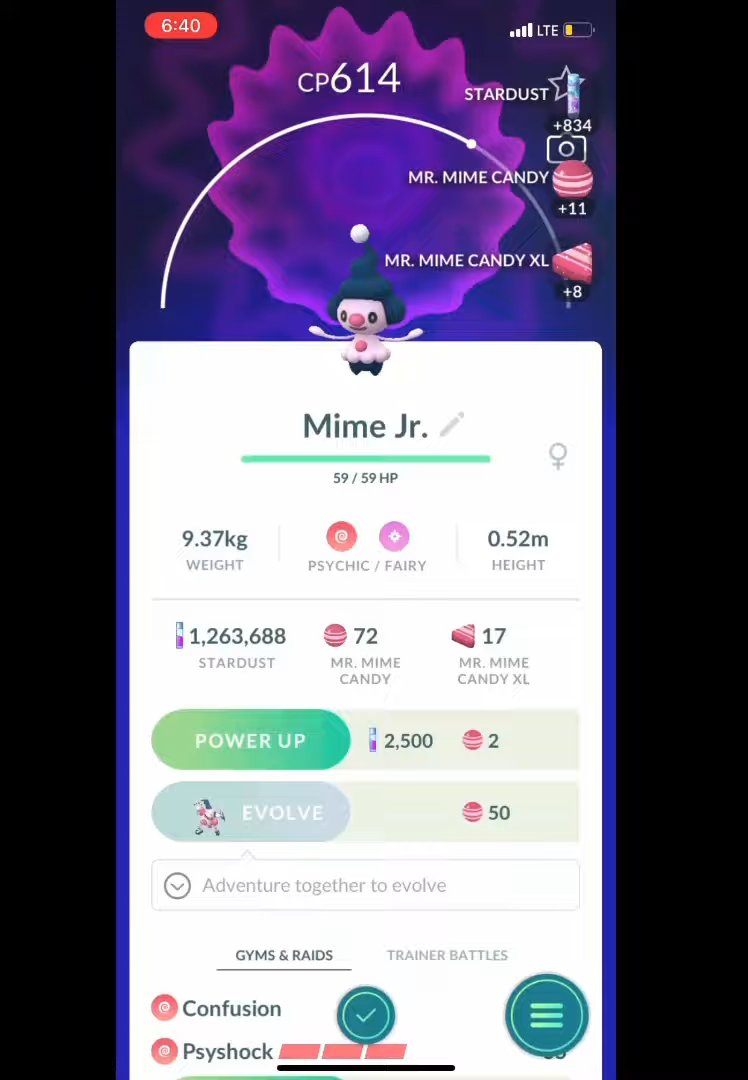 6:40
LTE
CP614
STARDUST
+834
MR. MIME CANDY
+11
MR. MIME CANDY XL
+8
Mime Jr.
59 / 59 HP
9.37kg
WEIGHT
PSYCHIC / FAIRY
0.52m
HEIGHT
1,263,688
STARDUST
72
MR. MIME
CANDY
17
MR. MIME
CANDY XL
POWER UP 2,500 2
EVOLVE 50
Adventure together to evolve
GYMS & RAIDS TRAINER BATTLES
Confusion
Psyshock